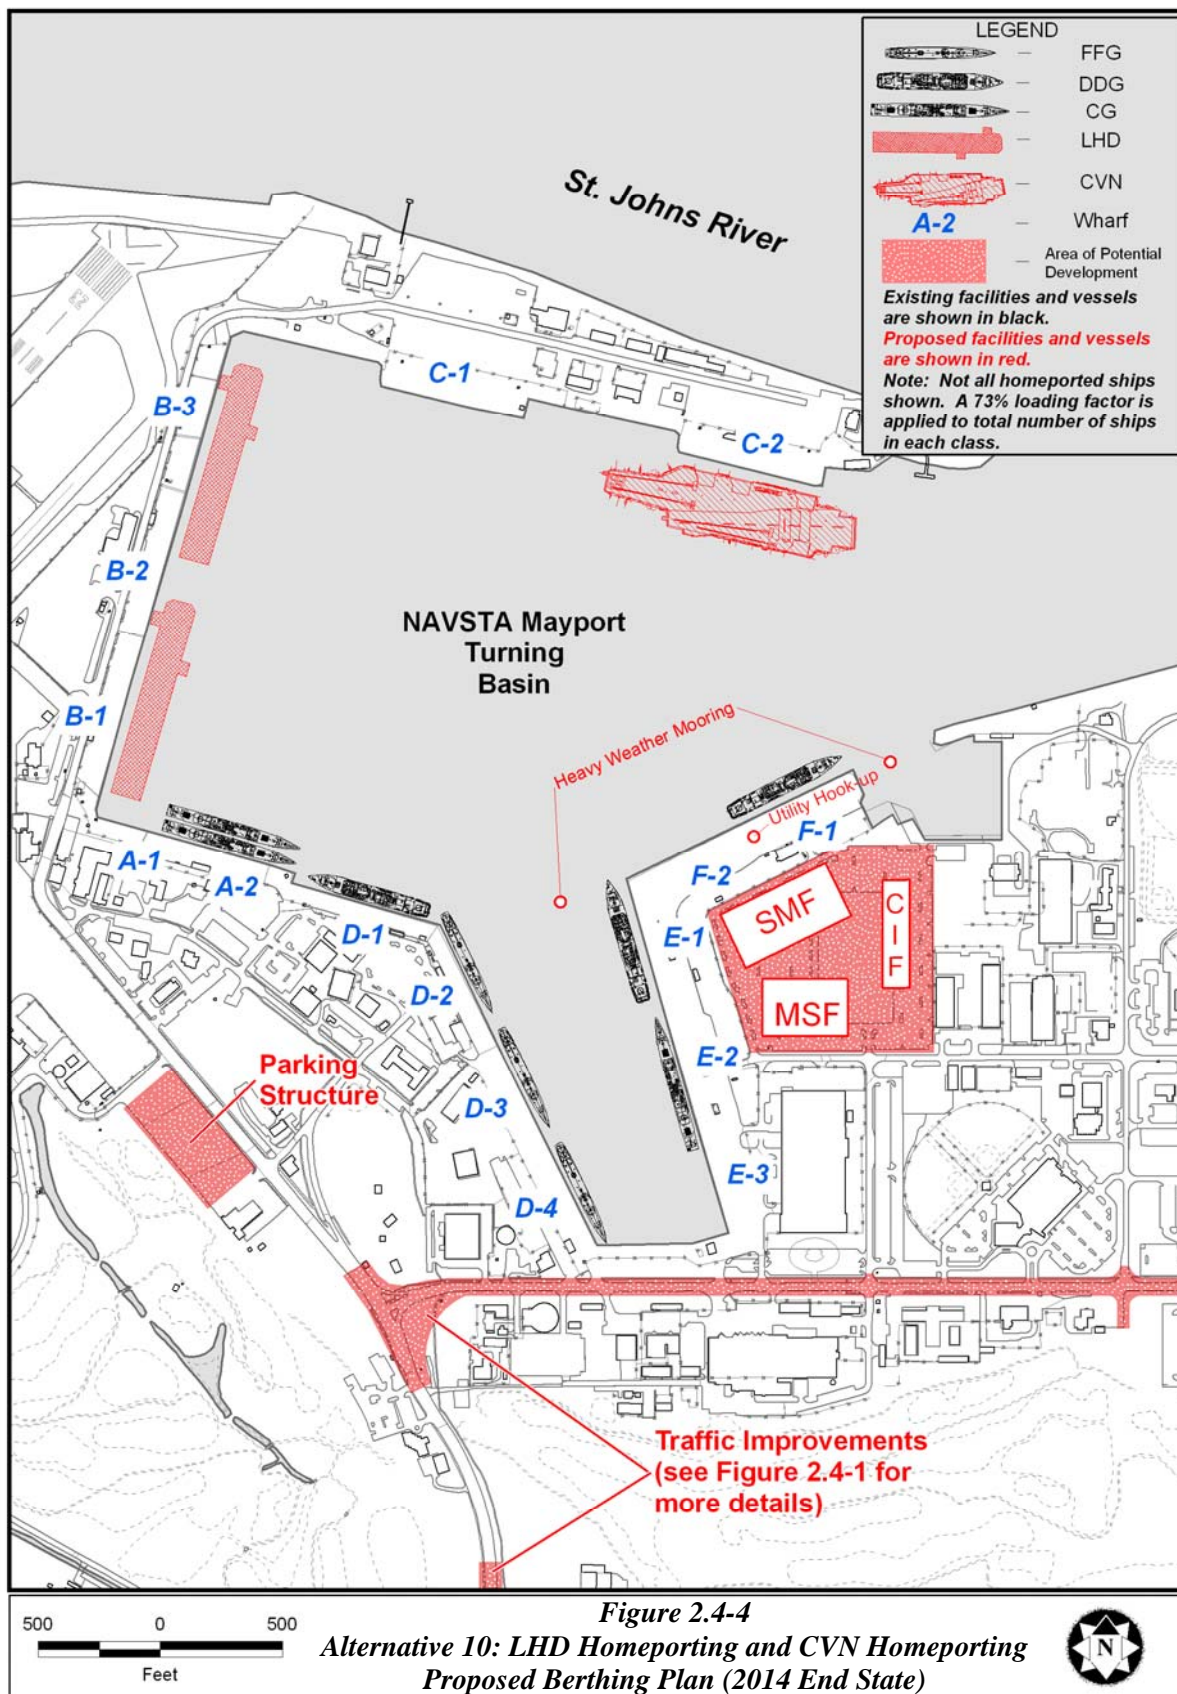 LEGEND
FFG
DDG
CG
LHD
CVN
A-2
Wharf
Area of Potential
Development
Existing facilities and vessels
are shown in black.
Proposed facilities and vessels
are shown in red.
Note: Not all homeported ships
shown. A 73% loading factor is
applied to total number of ships
in each class.
St. Johns River
23
C-1
B-3
C-2
B-2
NAVSTA Mayport
Turning
Basin
B-1
Heavy Weather Mooring
Utility Hook-up
F-1
A-1
A-2
F-2
D-1
E-1
SMF
CIF
D-2
MSF
E-2
Parking
Structure
D-3
E-3
D-4
Traffic Improvements
(see Figure 2.4-1 for
more details)
500 0 500
Feet
Figure 2.4-4
Alternative 10: LHD Homeporting and CVN Homeporting
Proposed Berthing Plan (2014 End State)
N